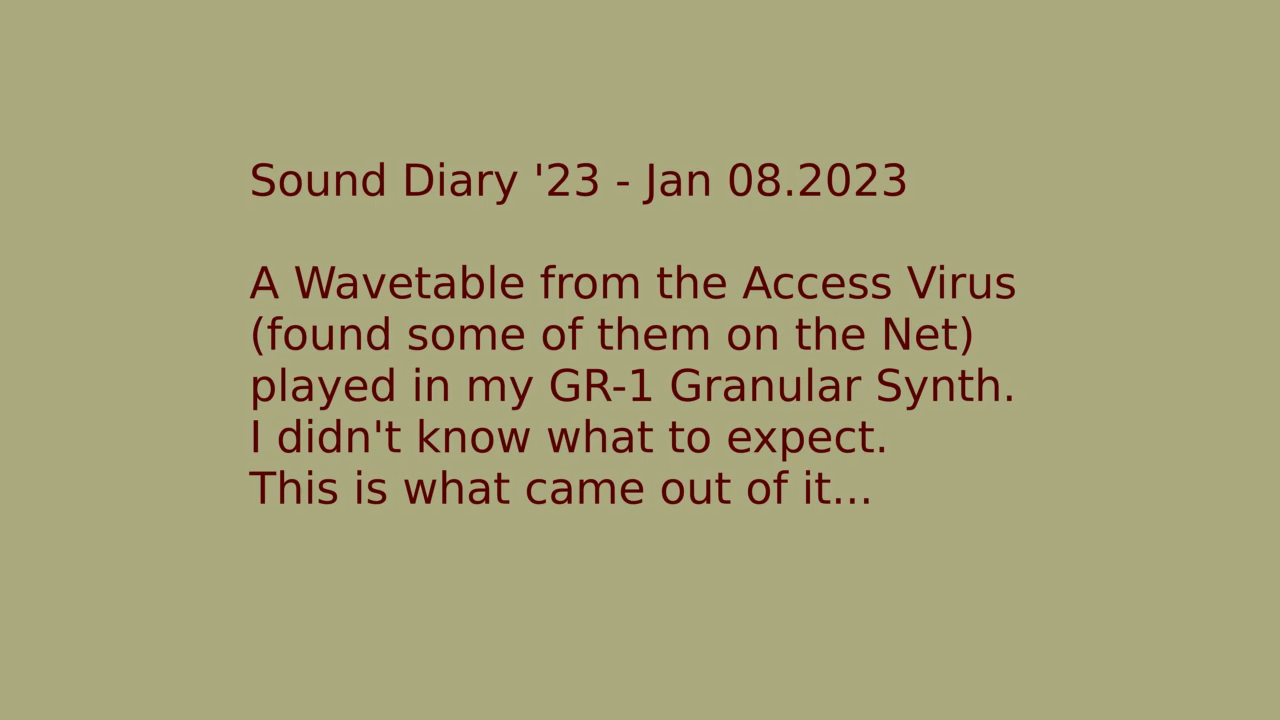 Sound Diary '23 - Jan 08.2023
A Wavetable from the Access Virus
(found some of them on the Net)
played in my GR-1 Granular Synth.
I didn't know what to expect.
This is what came out of it...